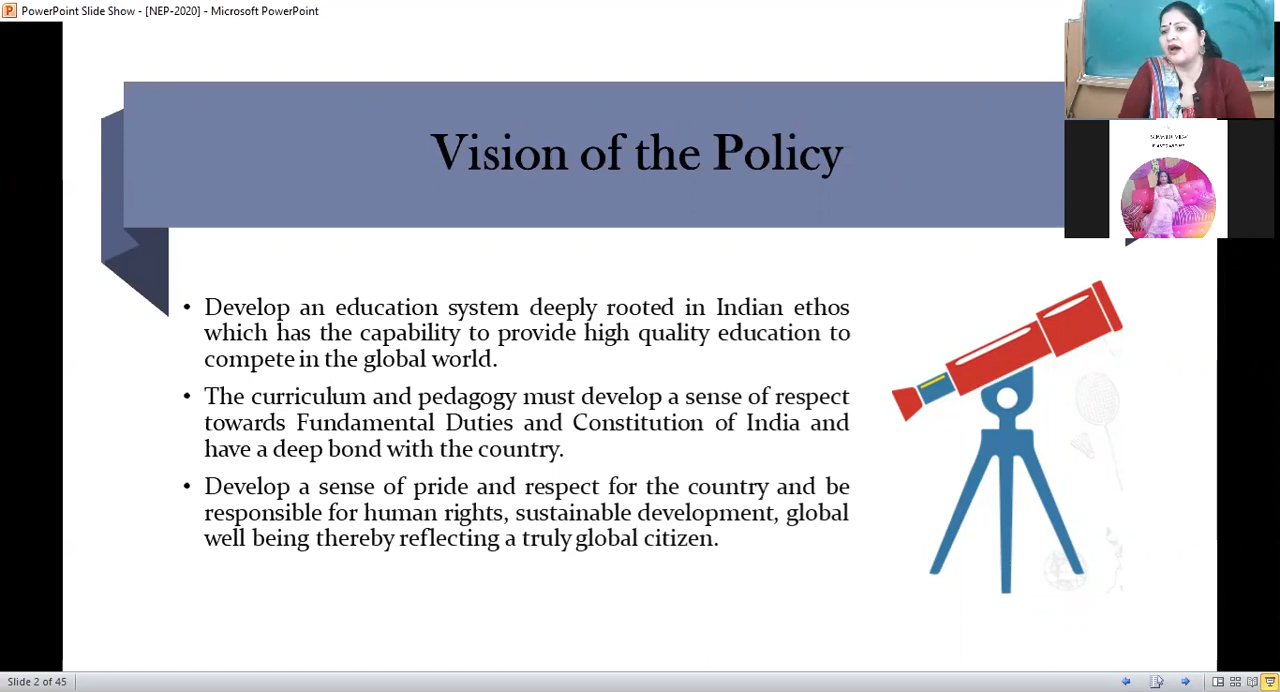 PowerPoint Slide Show - [NEP-2020] - Microsoft PowerPoint
Vision of the Policy
• Develop an education system deeply rooted in Indian ethos
which has the capability to provide high quality education to
compete in the global world.
• The curriculum and pedagogy must develop a sense of respect
towards Fundamental Duties and Constitution of India and
have a deep bond with the country.
• Develop a sense of pride and respect for the country and be
responsible for human rights, sustainable development, global
well being thereby reflecting a truly global citizen.
Slide 2 of 45